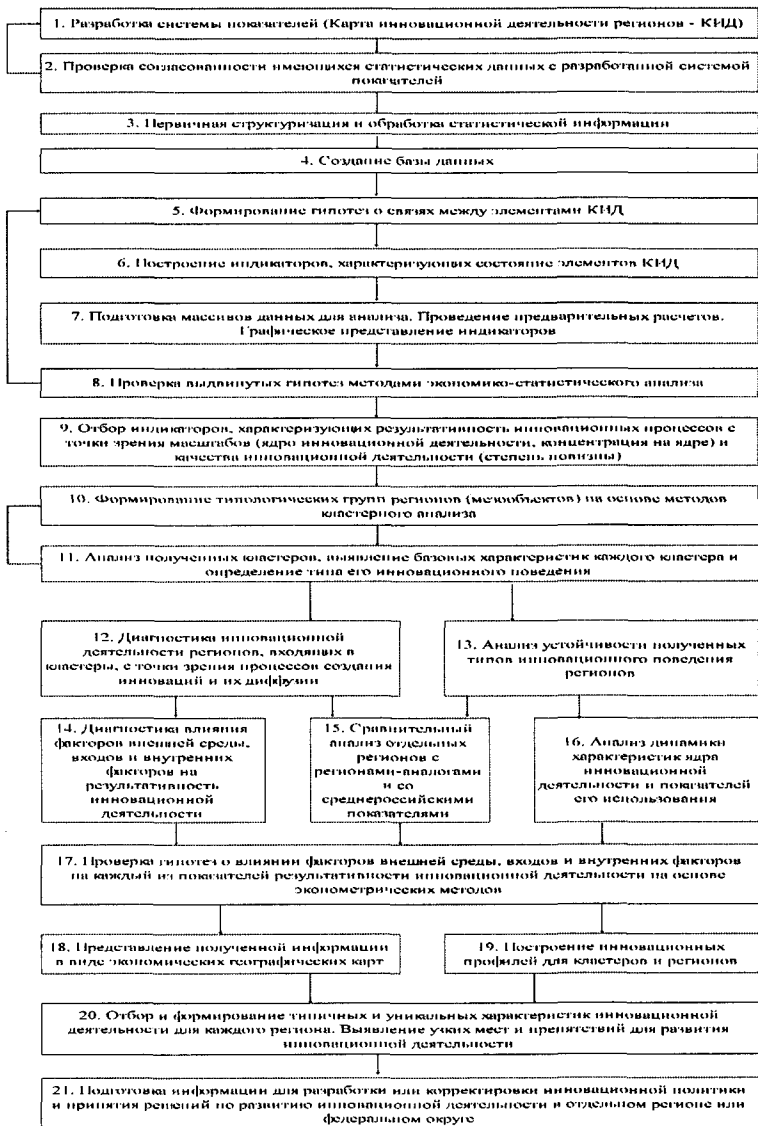 1. Разработка системы показателей (Карта инновационной деятельности регионов - КИД)
2. Проверка согласованности имеющихся статистических данных с разработанной системой
показателей
3. Первичная структуризация и обработка статистической информации
4. Создание базы данных
5. Формирование гипотез о связях между элементами КИД
6. Построение индикаторов, характеризующих состояние элементов КИД
7. Подготовка массивов данных для анализа. Проведение предварительных расчетов.
Графическое представление индикаторов
8. Проверка выдвинутых гипотез методами экономико-статистического анализа
9. Отбор индикаторов, характеризующих результативность инновационных процессов с
точки зрения масштабов (ядро инновационной деятельности, концентрация на ядре) и
качества инновационной деятельности (степень новизны)
10. Формирование типологических групп регионов (мезообъектов) на основе методов
кластерного анализа
11. Анализ полученных кластеров, выявление базовых характеристик каждого кластера и
определение типа его инновационного поведения
12. Диагностика инновационной
деятельности регионов, входящих в
кластеры, с точки зрения процессов создания
инноваций и их диффузии
13. Анализ устойчивости полученных
типов инновационного поведения
регионов
14. Диагностика влияния
факторов внешней среды,
входов и внутренних
факторов на
результативность
инновационной
деятельности
15. Сравнительный
анализ отдельных
регионов с
регионами-аналогами
и со
среднероссийскими
показателями
16. Анализ динамики
характеристик ядра
инновационной
деятельности и показателей
его использования
17. Проверка гипотез о влиянии факторов внешней среды, входов и внутренних факторов
на каждый из показателей результативности инновационной деятельности на основе
эконометрических методов
18. Представление полученной информации
в виде экономических географических карт
19. Построение инновационных
профилей для кластеров и регионов
20. Отбор и формирование типичных и уникальных характеристик инновационной
деятельности для каждого региона. Выявление узких мест и препятствий для развития
инновационной деятельности
21. Подготовка информации для разработки или корректировки инновационной политики
и принятия решений по развитию инновационной деятельности в отдельном регионе или
федеральном округе